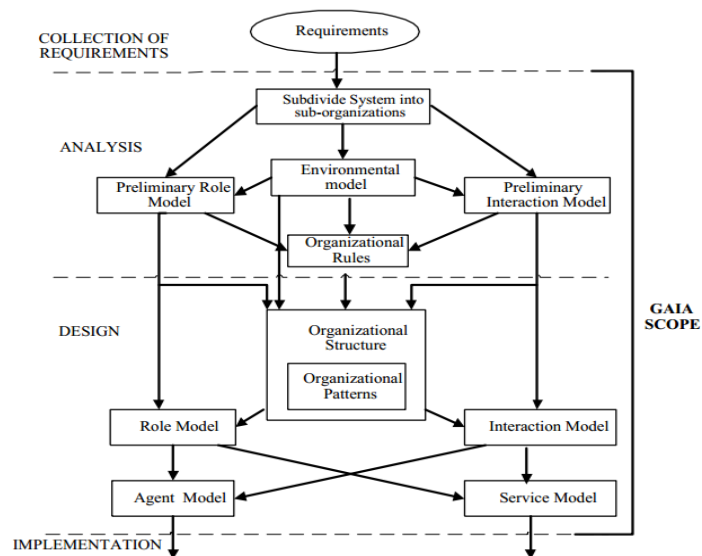 Requirements
COLLECTION OF
REQUIREMENTS
Subdivide System into
sub-organizations
ANALYSIS
Environmental
model
Preliminary Role
Model
Preliminary
Interaction Model
Organizational
Rules
GAIA
SCOPE
DESIGN
Organizational
Structure
Organizational
Patterns
Role Model
Interaction Model
Agent Model
Service Model
IMPLEMENTATION